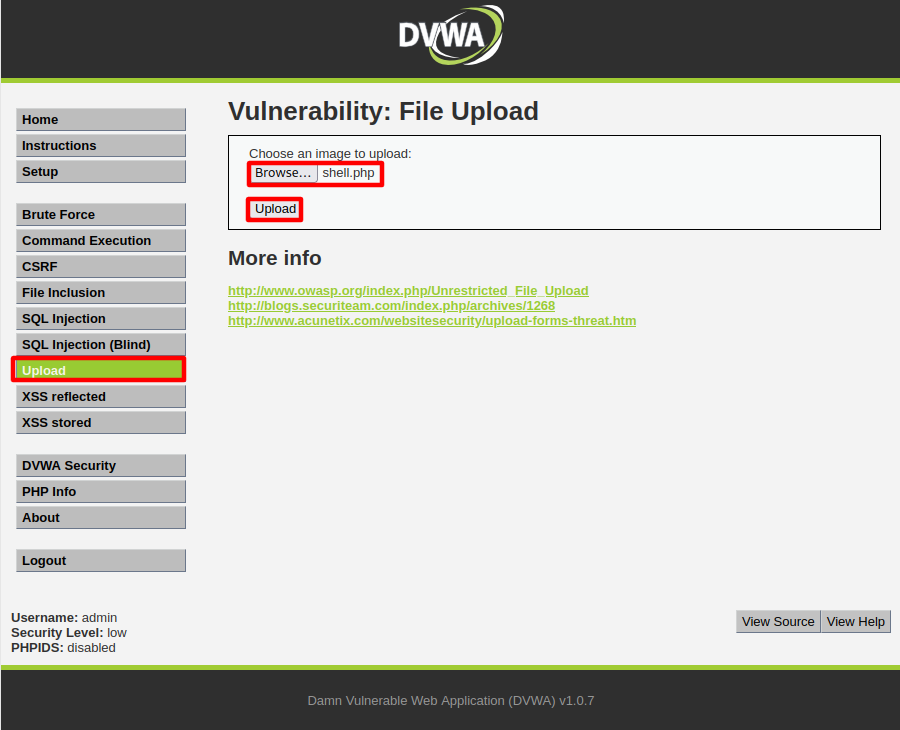 DVWA
Home
Instructions
Setup
Brute Force
Command Execution
CSRF
File Inclusion
SQL Injection
SQL Injection (Blind)
Upload
XSS reflected
XSS stored
DVWA Security
PHP Info
About
Logout
Vulnerability: File Upload
Choose an image to upload:
Browse... shell.php
Upload
More info
http://www.owasp.org/index.php/Unrestricted_File_Upload
http://blogs.securiteam.com/index.php/archives/1268
http://www.acunetix.com/websitesecurity/upload-forms-threat.htm
Username: admin
Security Level: low
PHPIDS: disabled
View Source View Help
Damn Vulnerable Web Application (DVWA) v1.0.7